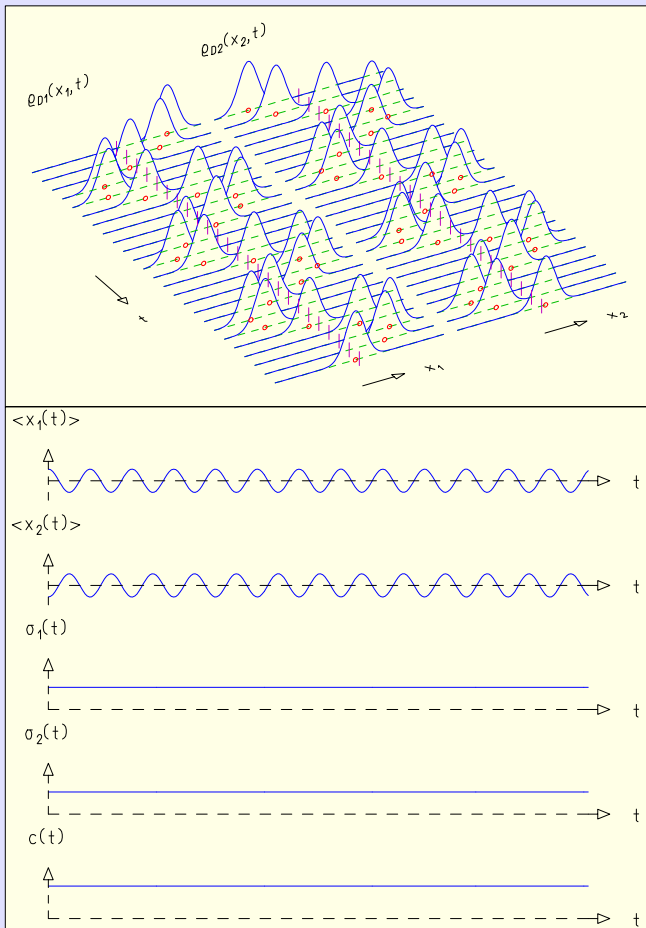 ϱD2(x2,t)
ϱD1(x1,t)
t
x2
x1
<x1(t)>
t
<x2(t)>
t
σ1(t)
t
σ2(t)
t
c(t)
t